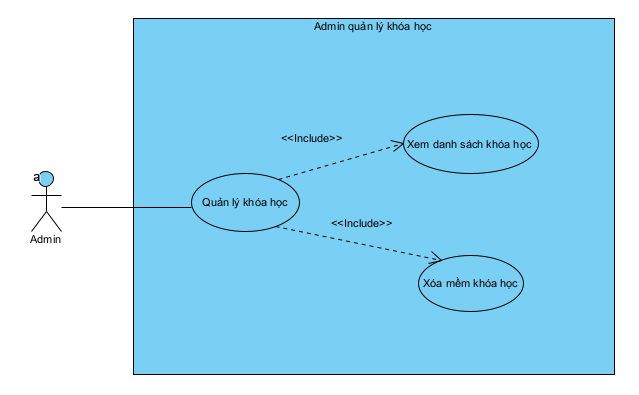 Admin quản lý khóa học
<<Include>>
Xem danh sách khóa học
a
Quản lý khóa học
<<Include>>
Admin
Xóa mềm khóa học